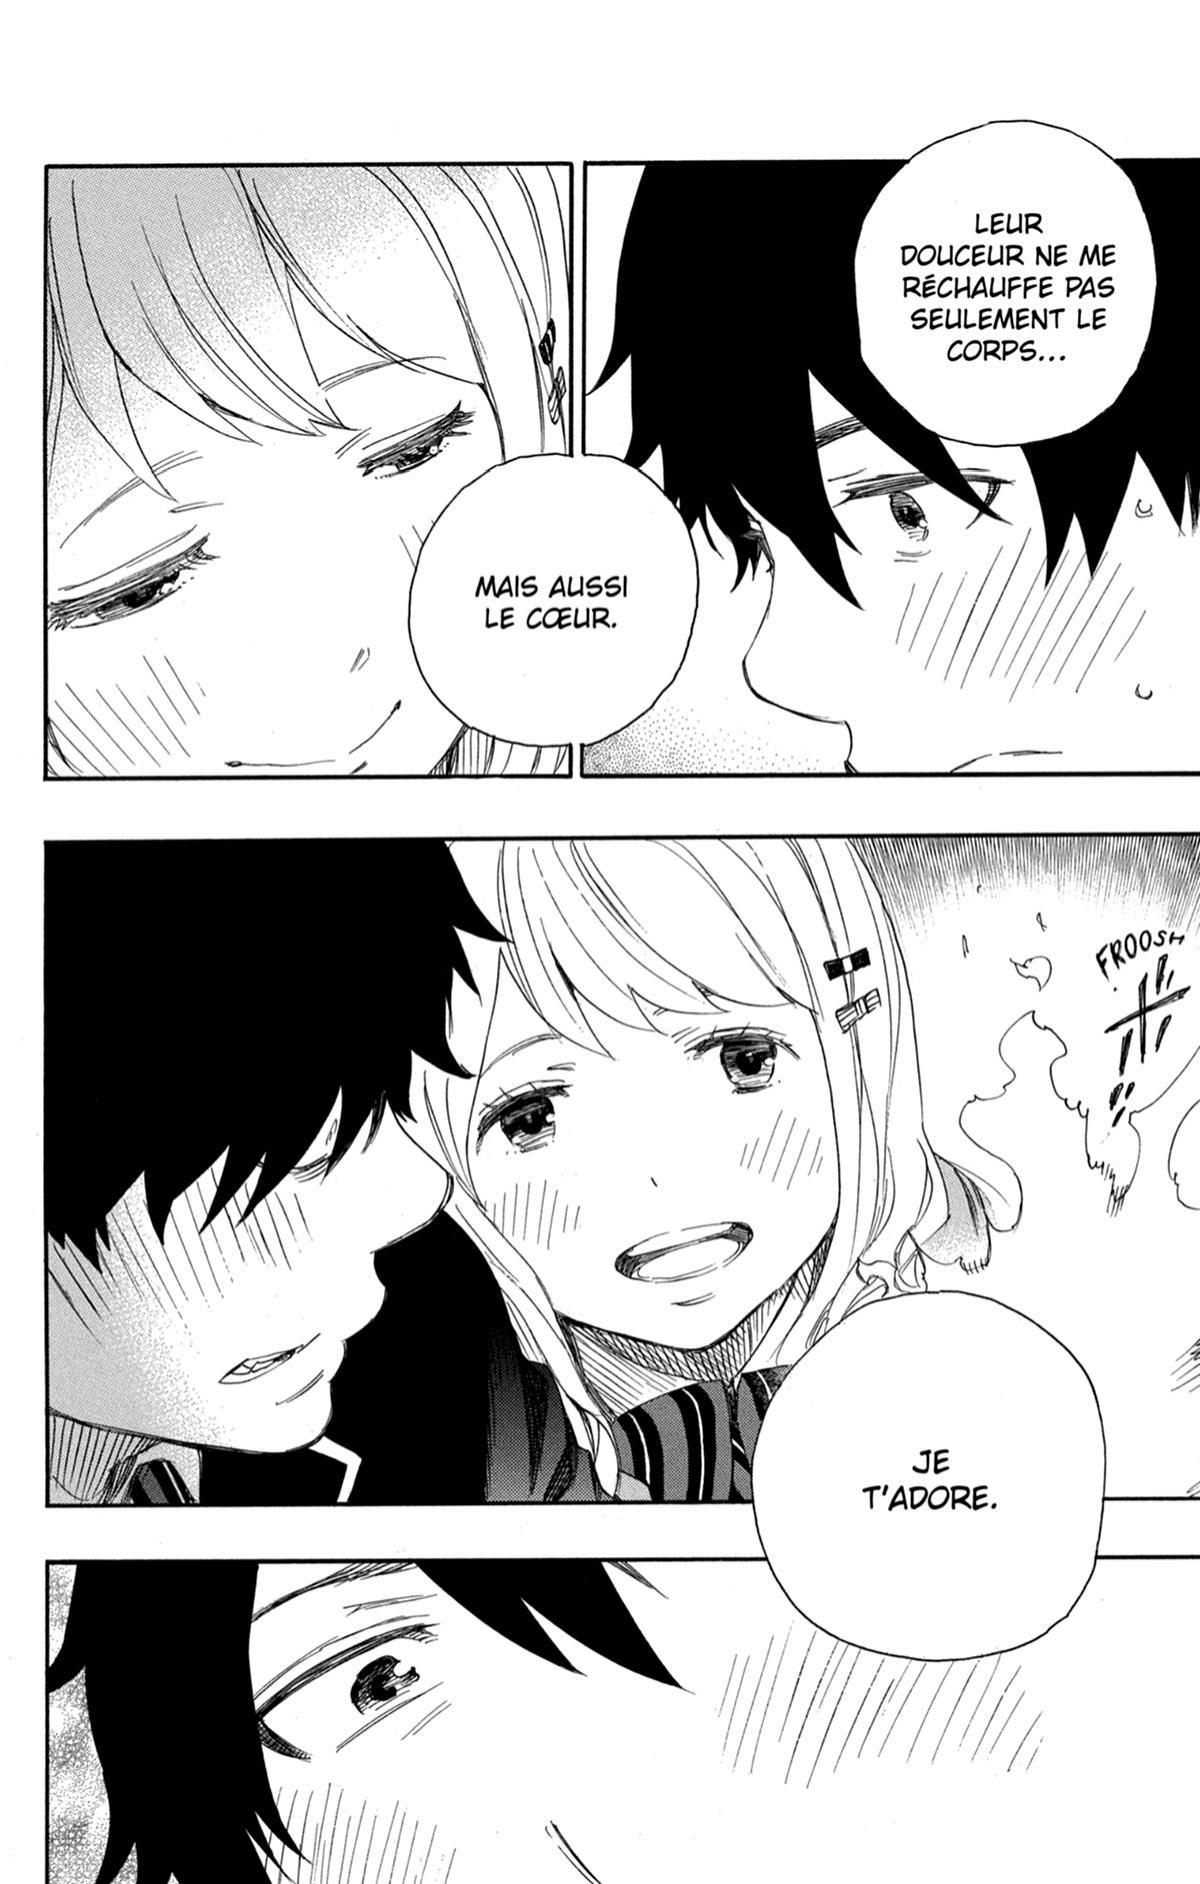 LEUR
DOUCEUR NE ME
RÉCHAUFFE PAS
SEULEMENT LE
CORPS...
MAIS AUSSI
LE CŒUR.
FROOSH
JE
T'ADORE.